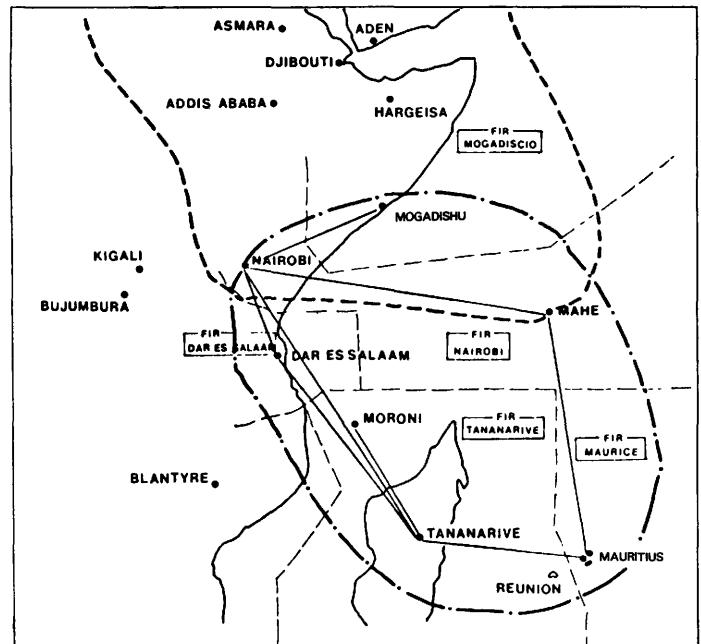 ASMARA
ADEN
DJIBOUTI
ADDIS ABABA
HARGEISA
FIR
MOGADISCIO
MOGADISHU
KIGALI
NAIROBI
BUJUMBURA
MAHE
FIR
DAR ES SALAAM
DAR ES SALAAM
FIR
NAIROBI
MORONI
FIR
TANANARIVE
FIR
MAURICE
BLANTYRE
TANANARIVE
MAURITIUS
REUNION